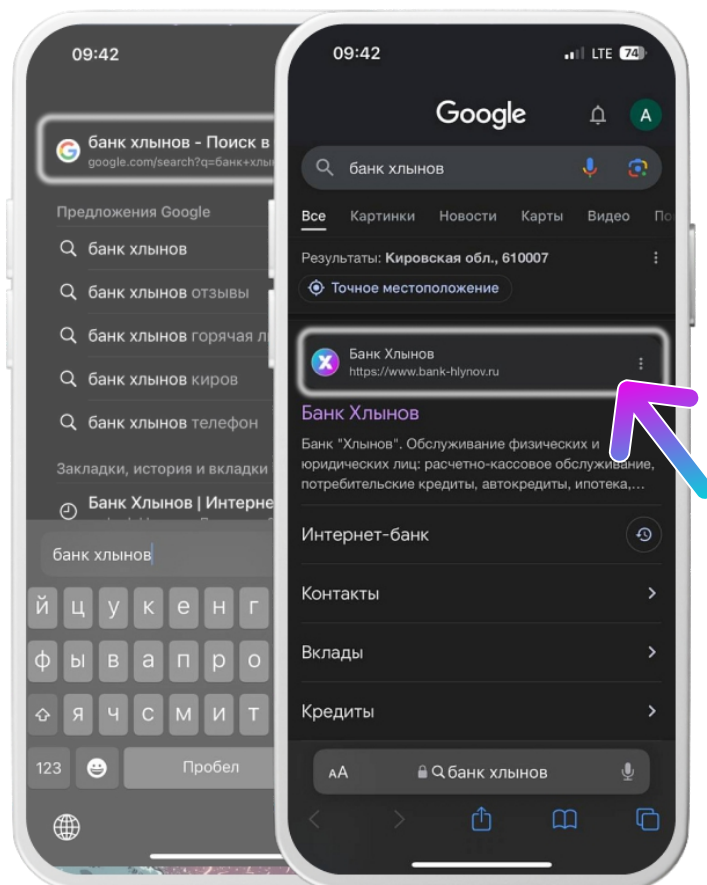 09:42
банк хлынов - Поиск в
google.com/search?q=банк+хлы
Предложения Google
банк хлынов
банк хлынов отзывы
банк хлынов горячая л
банк хлынов киров
банк хлынов телефон
Закладки, история и вкладки
Банк Хлынов | Интерне
банк хлынов
й ц у к е н г
ф ы в а п р о
я ч с м и т
123 Пробел
09:42 LTE 74
Google A
банк хлынов
Все Картинки Новости Карты Видео По
Результаты: Кировская обл., 610007
Точное местоположение
Банк Хлынов
https://www.bank-hlynov.ru
Банк Хлынов
Банк "Хлынов". Обслуживание физических и
юридических лиц: расчетно-кассовое обслуживание,
потребительские кредиты, автокредиты, ипотека,...
Интернет-банк
Контакты
Вклады
Кредиты
AA банк хлынов